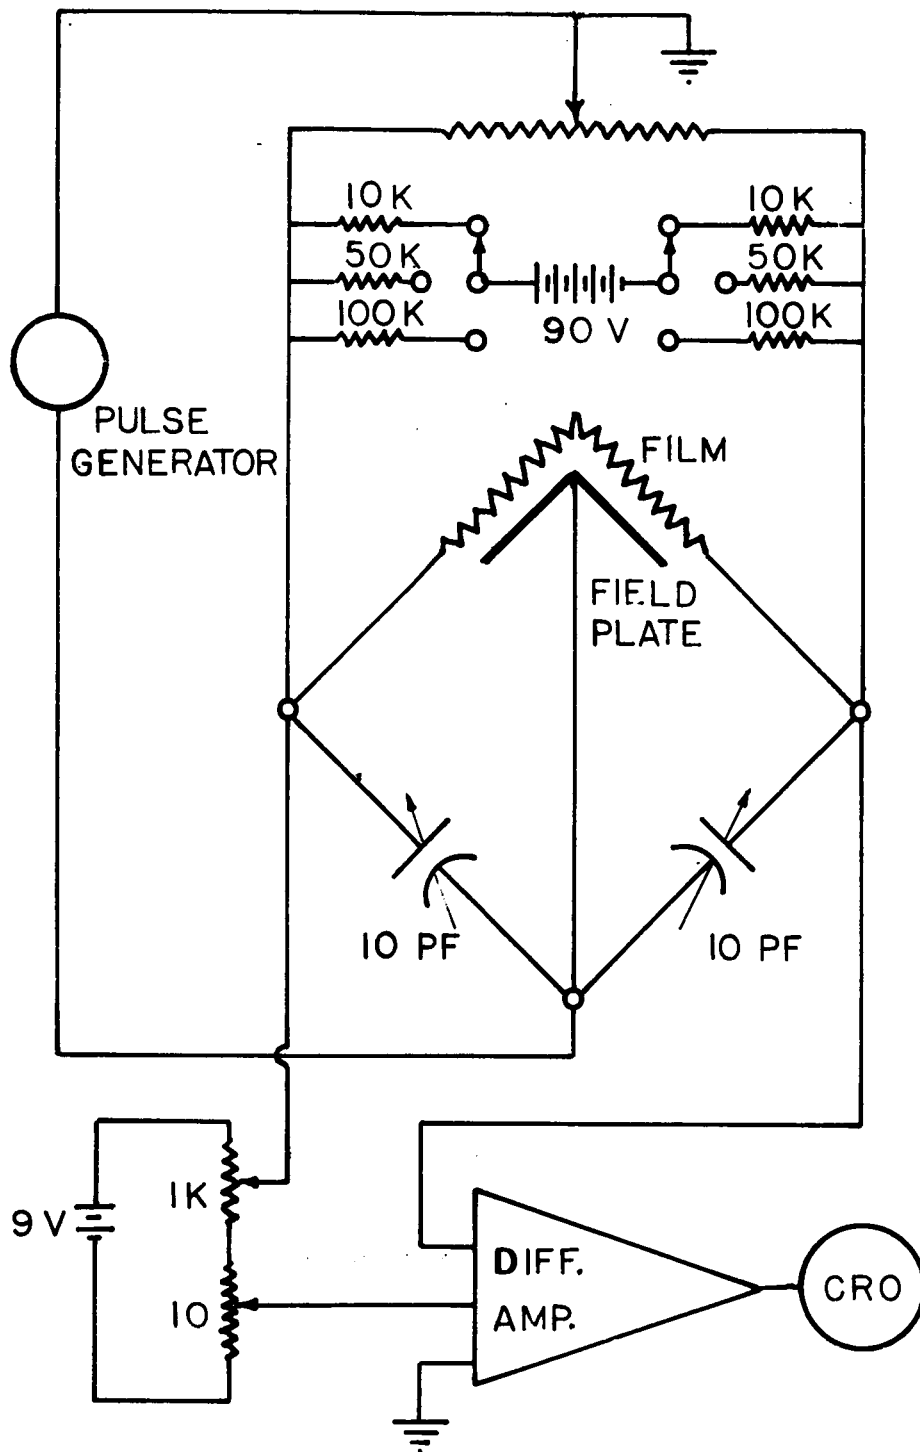 10K
10K
50K
50K
100K
100K
90 V
PULSE
GENERATOR
FILM
FIELD
PLATE
10 PF
10 PF
1K
9 V
10
DIFF.
AMP.
CRO